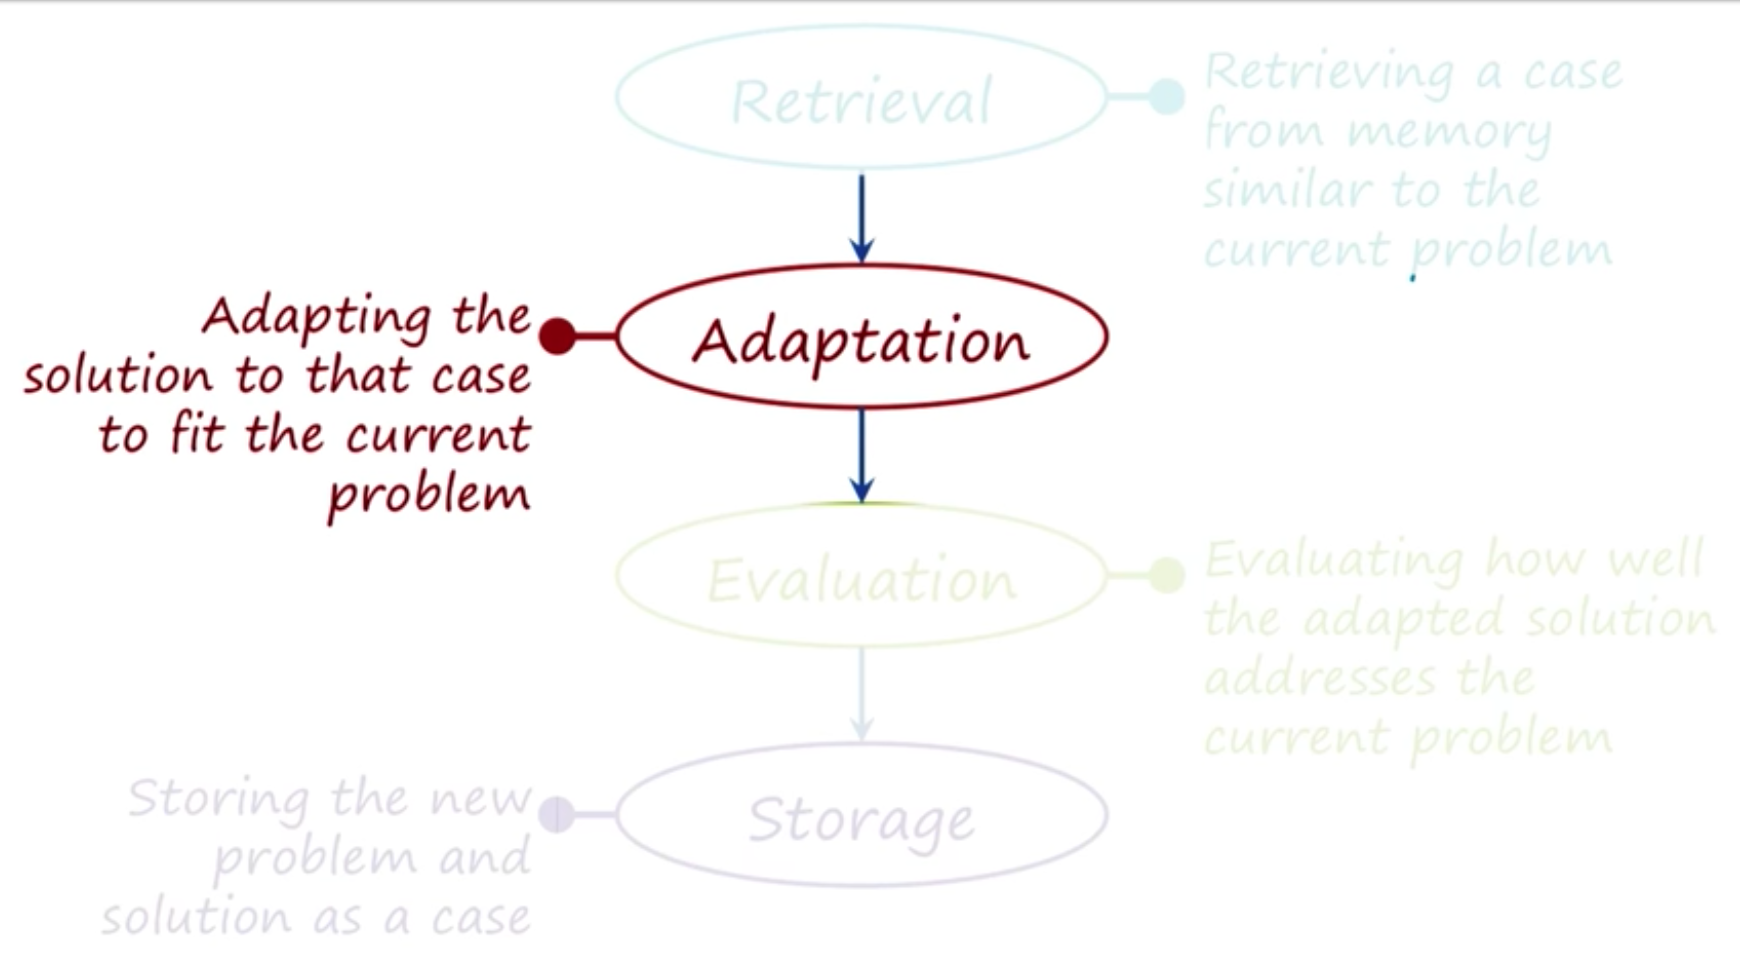 Retrieval
Retrieving a case
from memory
similar to the
current problem
Adapting the
solution to that case
to fit the current
problem
Adaptation
Evaluation
Evaluating how well
the adapted solution
addresses the
current problem
Storing the new
problem and
solution as a case
Storage